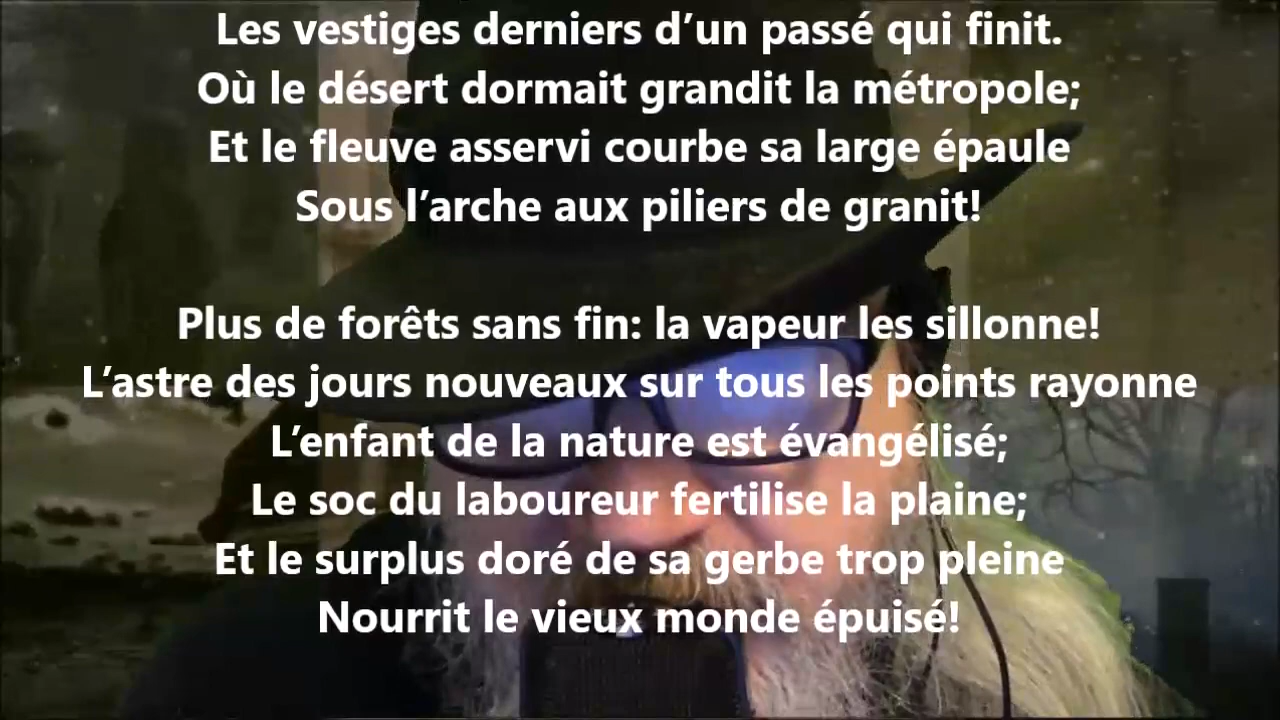 Les vestiges derniers d’un passé qui finit.
Où le désert dormait grandit la métropole;
Et le fleuve asservi courbe sa large épaule
Sous l’arche aux piliers de granit!
Plus de forêts sans fin: la vapeur les sillonne!
L’astre des jours nouveaux sur tous les points rayonne
L’enfant de la nature est évangélisé;
Le soc du laboureur fertilise la plaine;
Et le surplus doré de sa gerbe trop pleine
Nourrit le vieux monde épuisé!